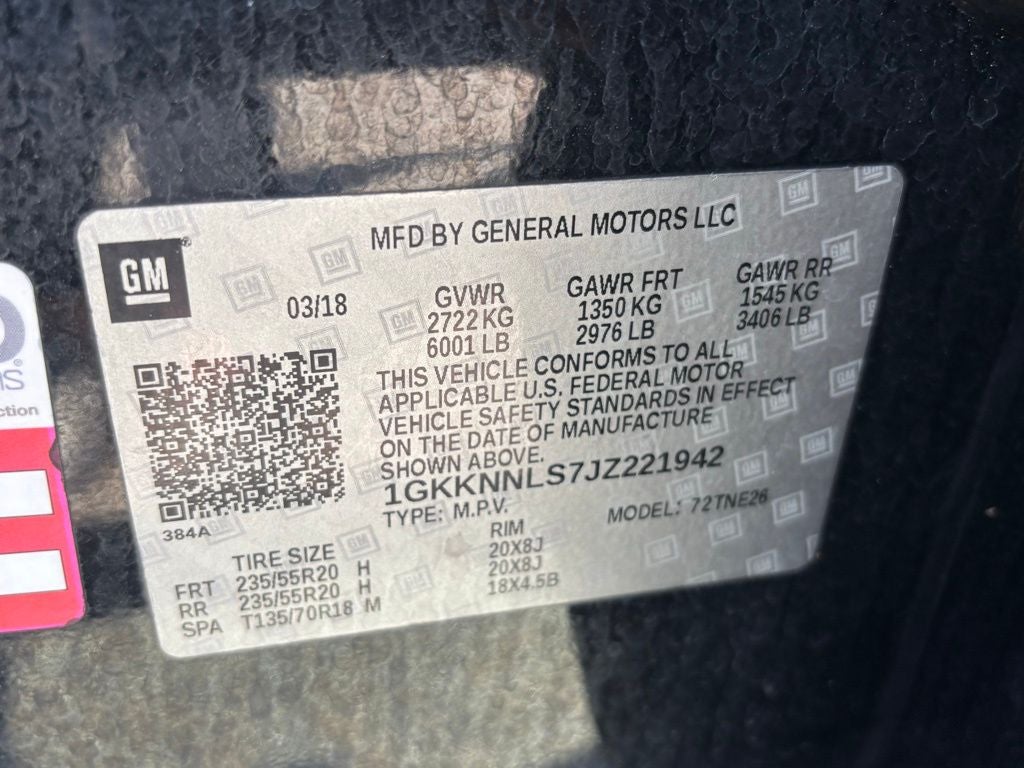 MFD BY GENERAL MOTORS LLC
GM
03/18
GVWR
2722 KG
6001 LB
GAWR FRT
1350 KG
2976 LB
GAWR RR
1545 KG
3406 LB
THIS VEHICLE CONFORMS TO ALL
APPLICABLE U.S. FEDERAL MOTOR
VEHICLE SAFETY STANDARDS IN EFFECT
ON THE DATE OF MANUFACTURE
SHOWN ABOVE.
1GKKNNLS7JZ221942
TYPE: M.P.V. MODEL: 72TNE26
384A
TIRE SIZE RIM
FRT 235/55R20 H 20X8J
RR 235/55R20 H 20X8J
SPA T135/70R18 M 18X4.5B